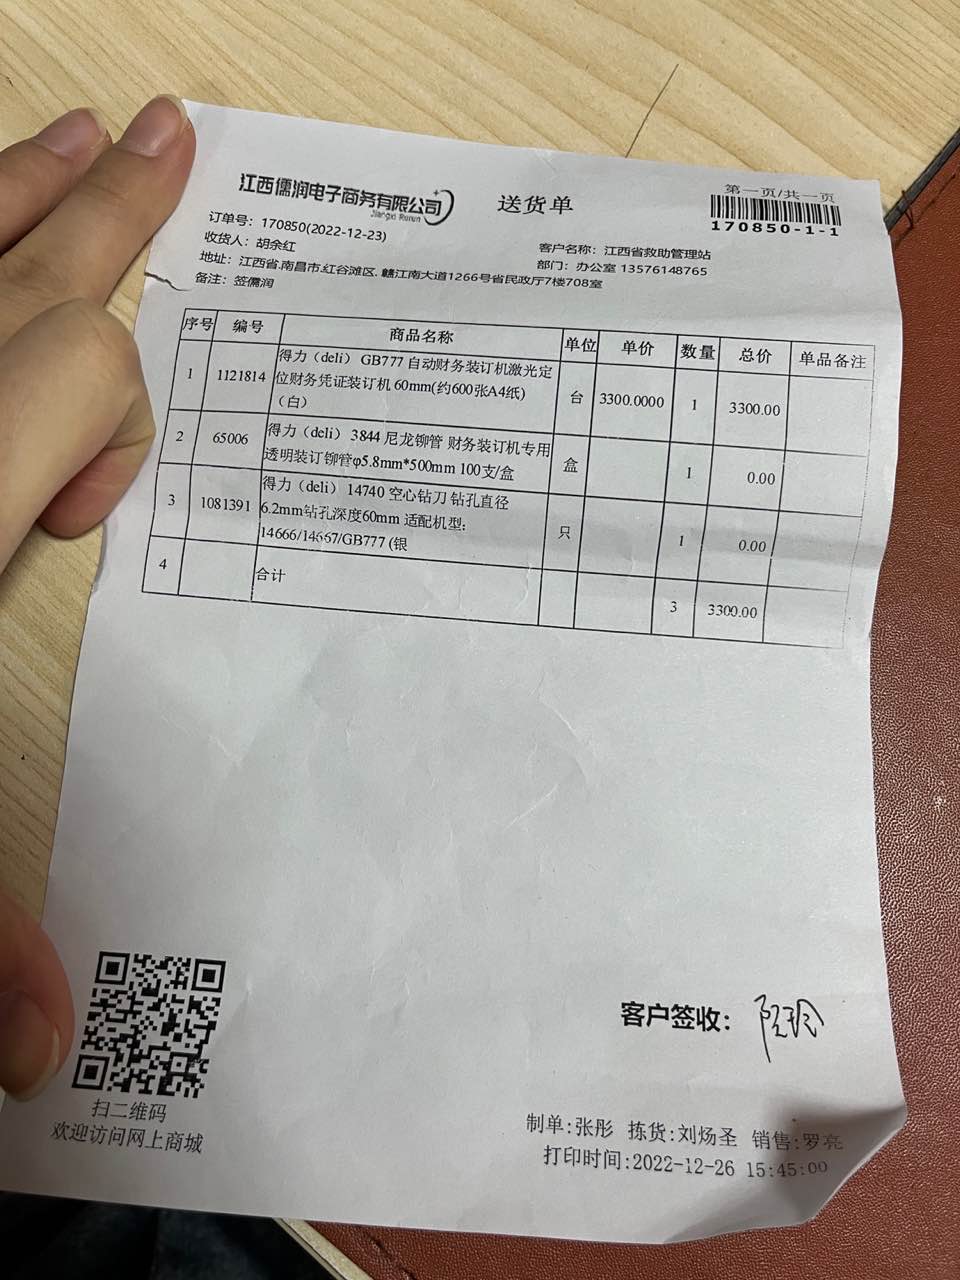 江西儒润电子商务有限公司
Jiangxi Rurun
送货单
第一页/共一页
170850-1-1
订单号：170850(2022-12-23)
收货人：胡余红
客户名称：江西省救助管理站
地址：江西省.南昌市.红谷滩区. 赣江南大道1266号省民政厅7楼708室
部门：办公室 13576148765
备注：签儒润
序号 编号 商品名称 单位 单价 数量 总价 单品备注
1 1121814 得力（deli） GB777 自动财务装订机激光定
位财务凭证装订机 60mm(约600张A4纸)
（白） 台 3300.0000 1 3300.00
2 65006 得力（deli） 3844 尼龙铆管 财务装订机专用
透明装订铆管φ5.8mm*500mm 100支/盒 盒 1 0.00
3 1081391 得力（deli） 14740 空心钻刀 钻孔直径
6.2mm钻孔深度60mm 适配机型:
14666/14667/GB777 (银 只 1 0.00
4 合计 3 3300.00
客户签收：
扫二维码
欢迎访问网上商城
制单:张彤 拣货:刘炀圣 销售:罗亮
打印时间:2022-12-26 15:45:00